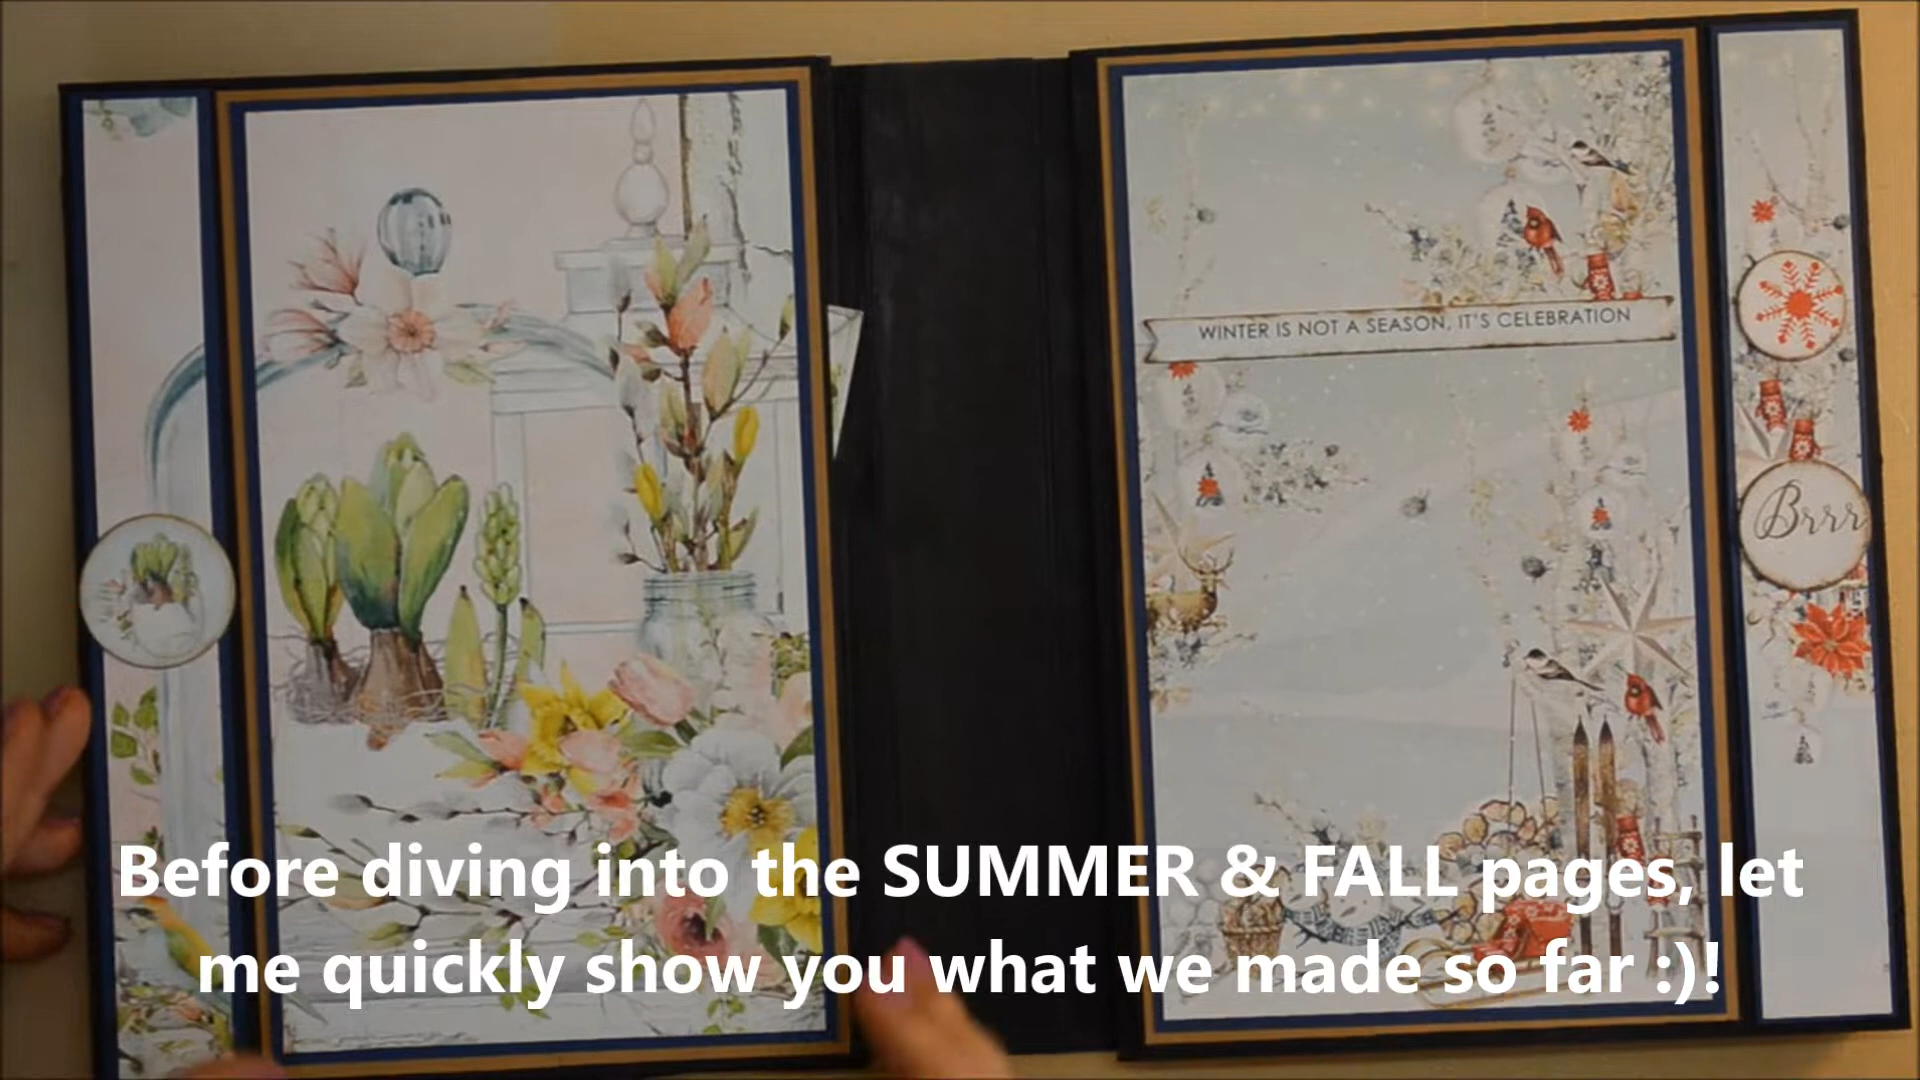 WINTER IS NOT A SEASON, IT'S CELEBRATION
Brrr
Before diving into the SUMMER & FALL pages, let
me quickly show you what we made so far :)!